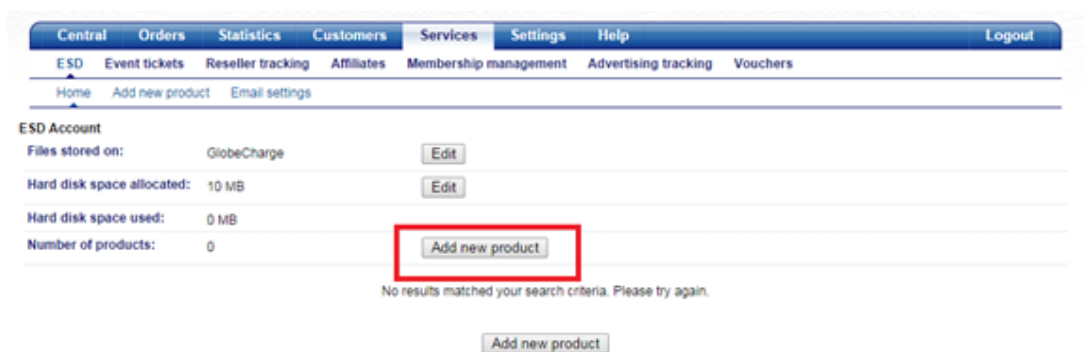 Central Orders Statistics Customers Services Settings Help Logout
ESD Event tickets Reseller tracking Affiliates Membership management Advertising tracking Vouchers
Home Add new product Email settings
ESD Account
Files stored on: GlobeCharge Edit
Hard disk space allocated: 10 MB Edit
Hard disk space used: 0 MB
Number of products: 0 Add new product
No results matched your search criteria. Please try again.
Add new product